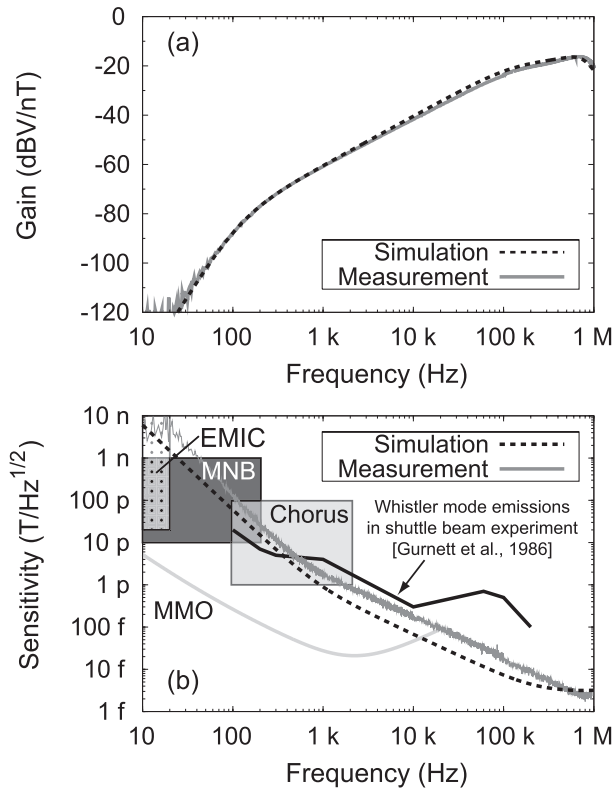 0
-20
-40
-60
-80
-100
-120
Gain (dBV/nT)
(a)
Simulation
Measurement
10 100 1 k 10 k 100 k 1 M
Frequency (Hz)
10 n
1 n
100 p
10 p
1 p
100 f
10 f
1 f
Sensitivity (T/Hz^1/2)
EMIC
MNB
Chorus
MMO
Simulation
Measurement
Whistler mode emissions
in shuttle beam experiment
[Gurnett et al., 1986]
(b)
10 100 1 k 10 k 100 k 1 M
Frequency (Hz)